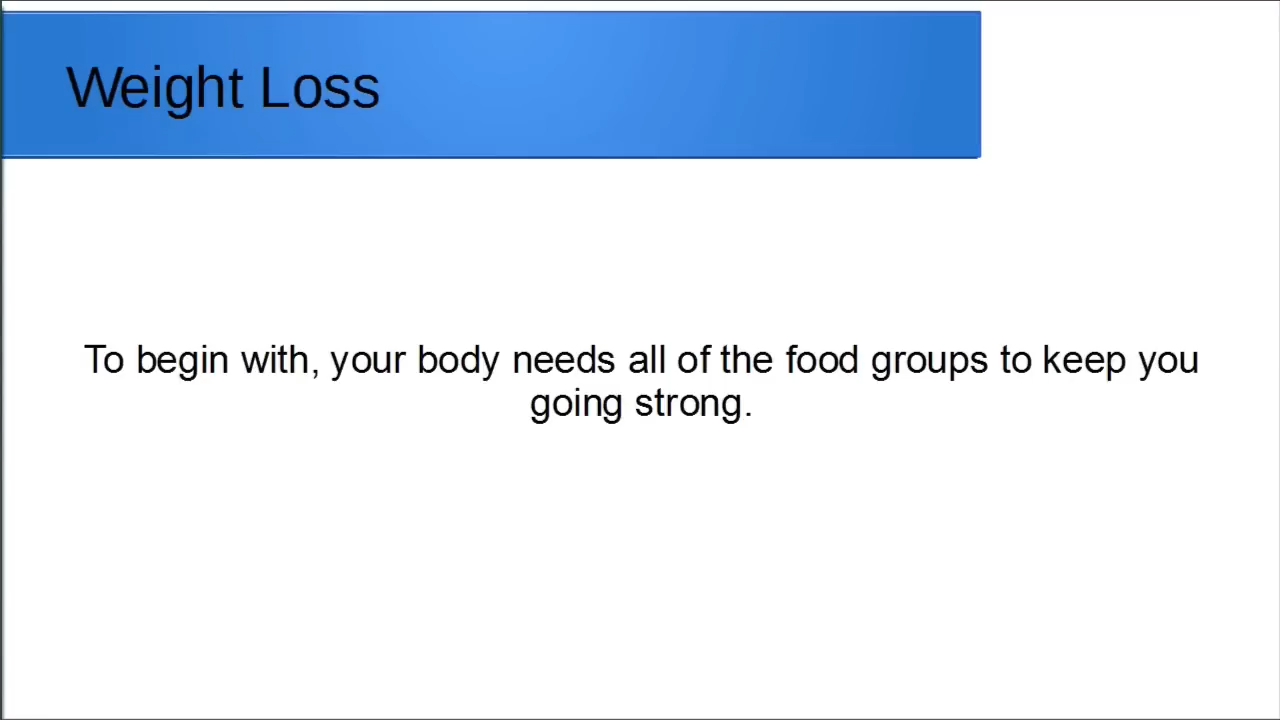 Weight Loss
To begin with, your body needs all of the food groups to keep you
going strong.